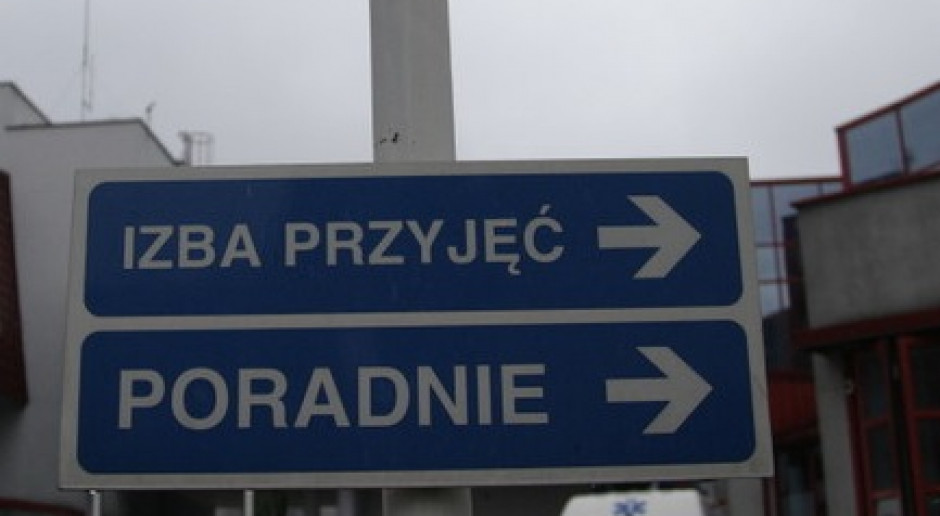 IZBA PRZYJĘĆ
PORADNIE